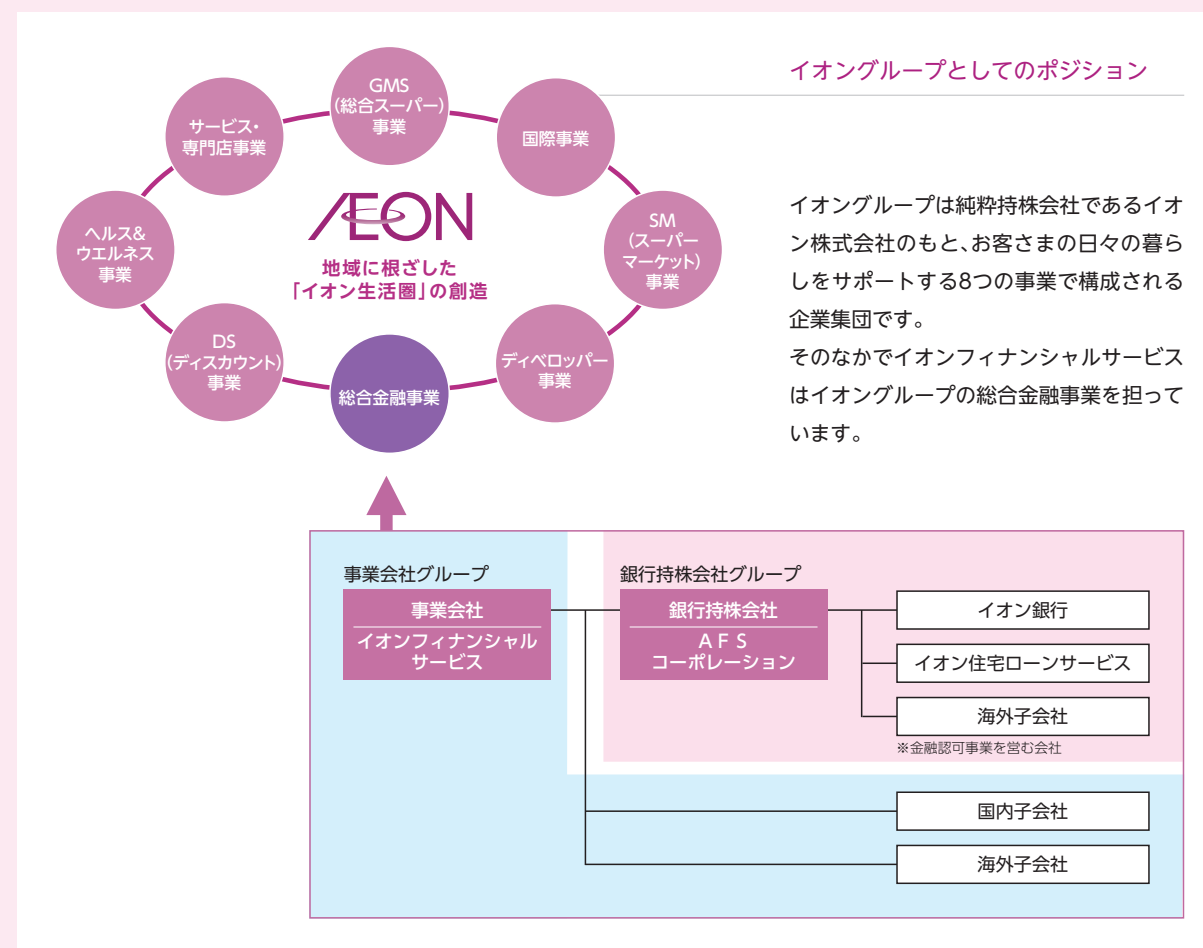 イオングループとしてのポジション
GMS
(総合スーパー)
事業
国際事業
SM
(スーパー
マーケット)
事業
ディベロッパー
事業
総合金融事業
DS
(ディスカウント)
事業
ヘルス&
ウエルネス
事業
サービス・
専門店事業
ÆON
地域に根ざした
「イオン生活圏」の創造
イオングループは純粋持株会社であるイオ
ン株式会社のもと、お客さまの日々の暮ら
しをサポートする8つの事業で構成される
企業集団です。
そのなかでイオンフィナンシャルサービス
はイオングループの総合金融事業を担って
います。
事業会社グループ
事業会社
イオンフィナンシャル
サービス
銀行持株会社グループ
銀行持株会社
AFS
コーポレーション
イオン銀行
イオン住宅ローンサービス
海外子会社
※金融認可事業を営む会社
国内子会社
海外子会社